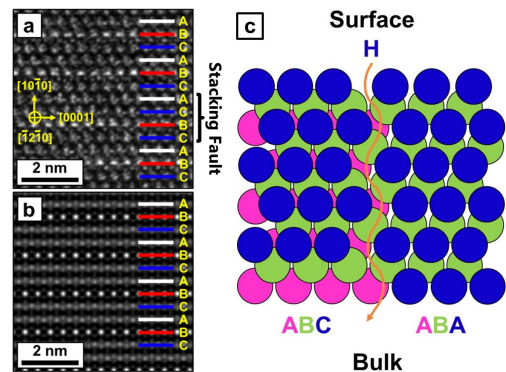 a
A
B
C
A
B
C
A
C
B
C
A
B
C
[101̄0]
[0001]
[1̄21̄0]
2 nm
Stacking Fault
b
A
B
C
A
B
C
A
B
C
A
B
C
2 nm
c
Surface
H
ABC
ABA
Bulk